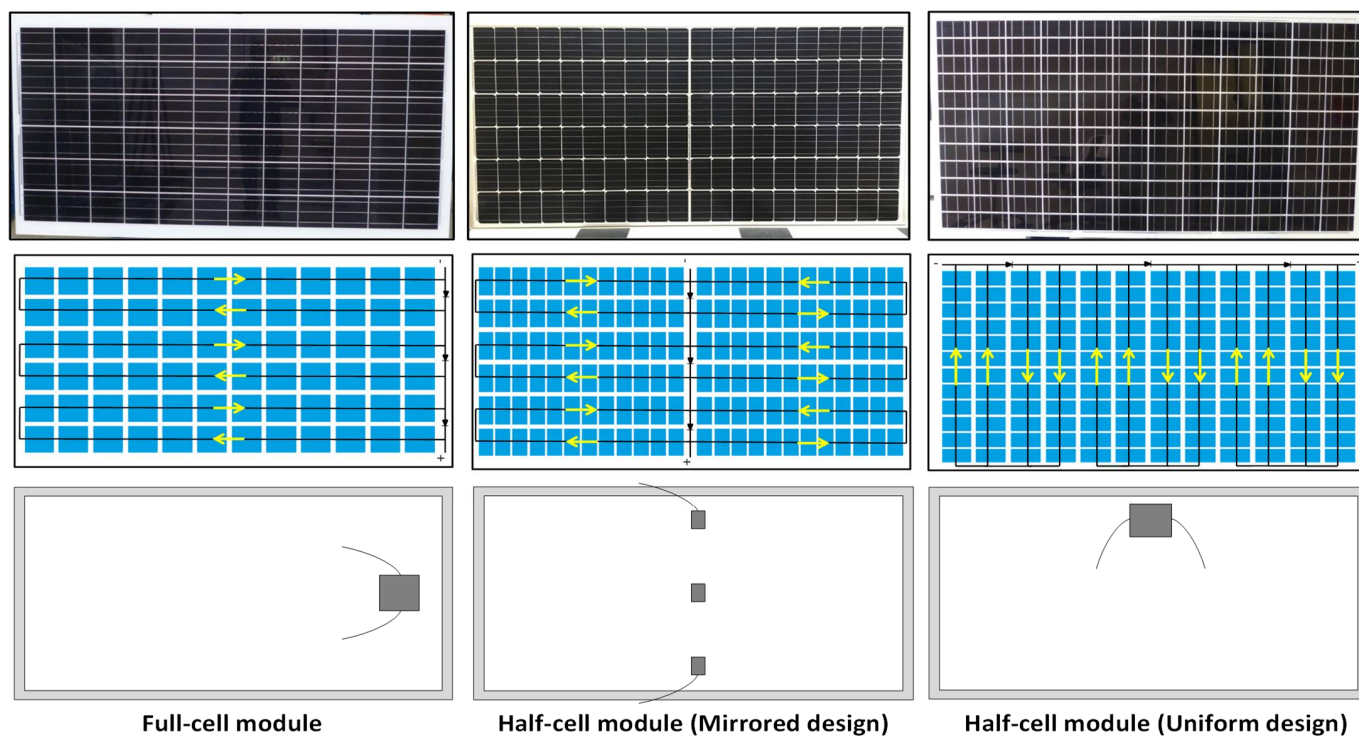 -
-
-
+
+
Full-cell module
Half-cell module (Mirrored design)
Half-cell module (Uniform design)